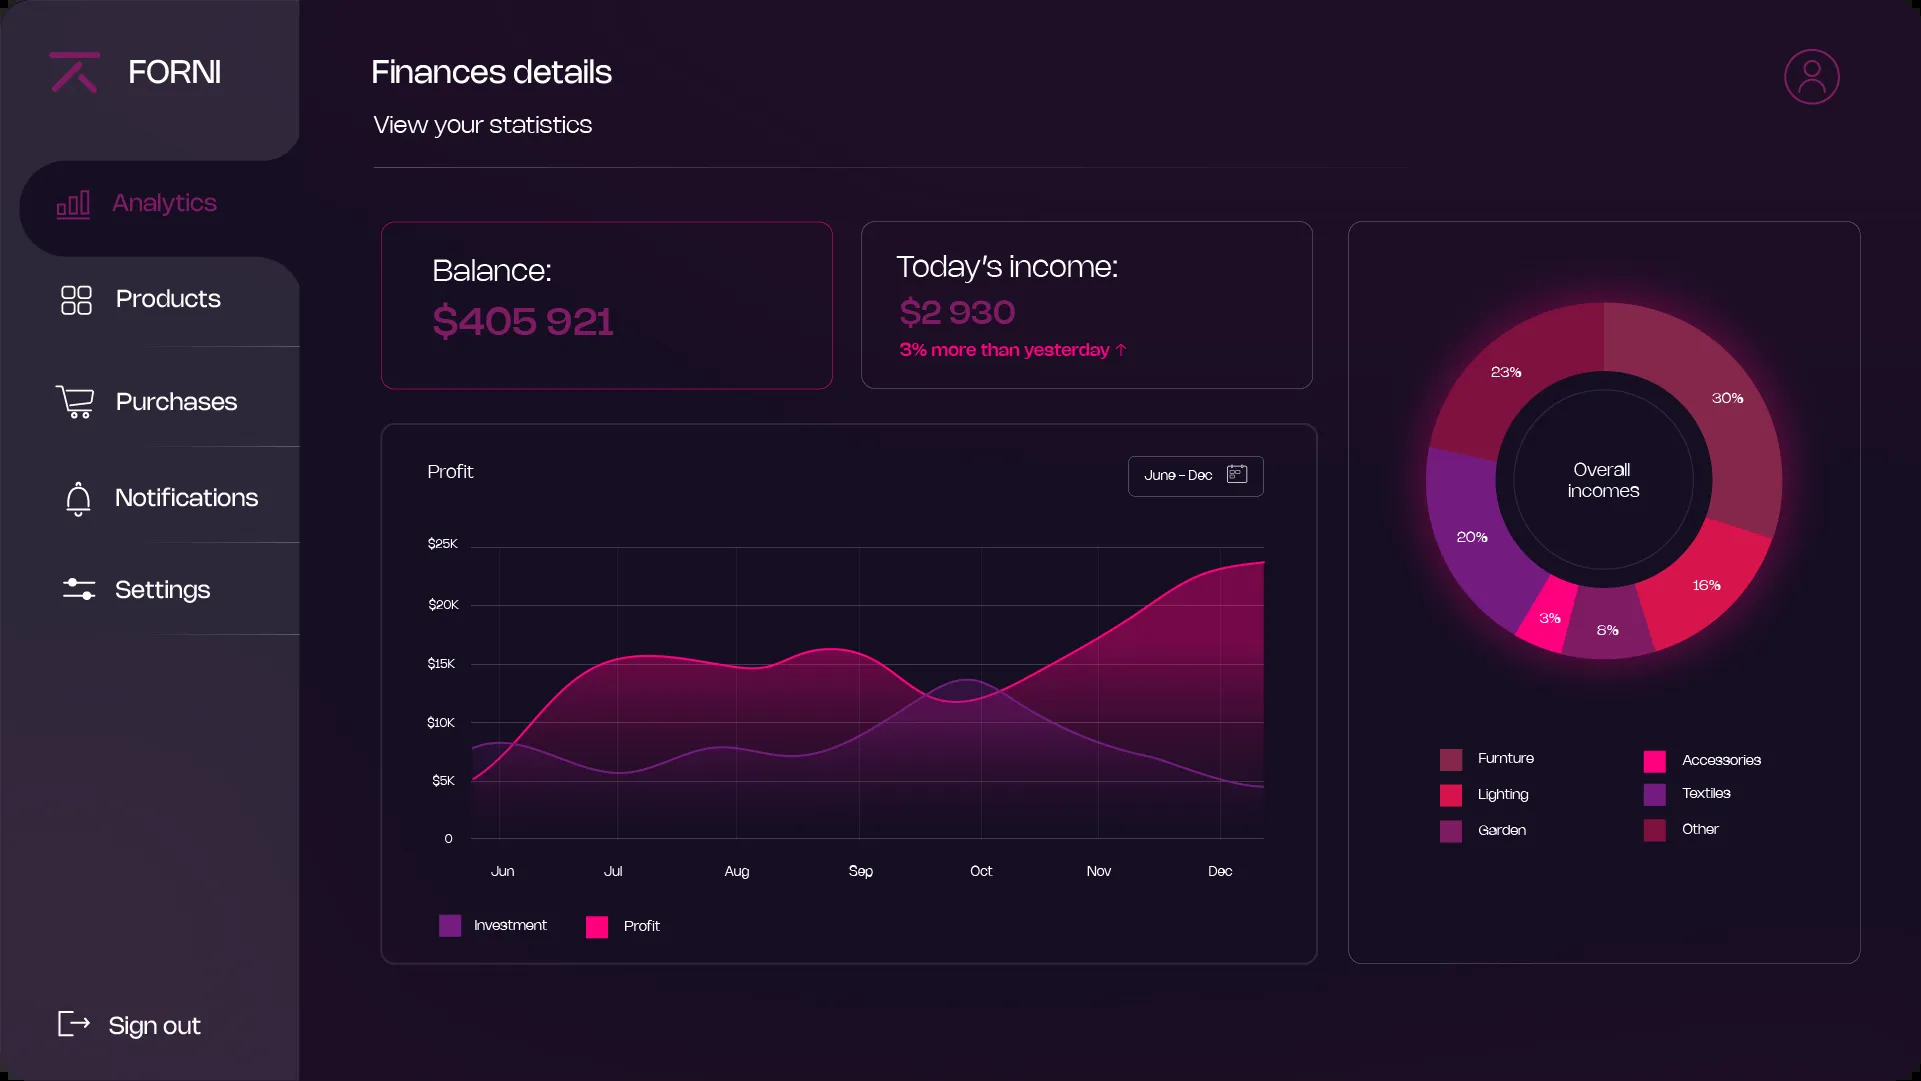 FORNI
Analytics
Products
Purchases
Notifications
Settings
Sign out
Finances details
View your statistics
Balance:
$405 921
Today's income:
$2 930
3% more than yesterday ↑
Profit
June - Dec
$25K
$20K
$15K
$10K
$5K
0
Jun Jul Aug Sep Oct Nov Dec
Investment Profit
23%
30%
20%
16%
3%
8%
Overall
incomes
Furnture Accessories
Lighting Textiles
Garden Other